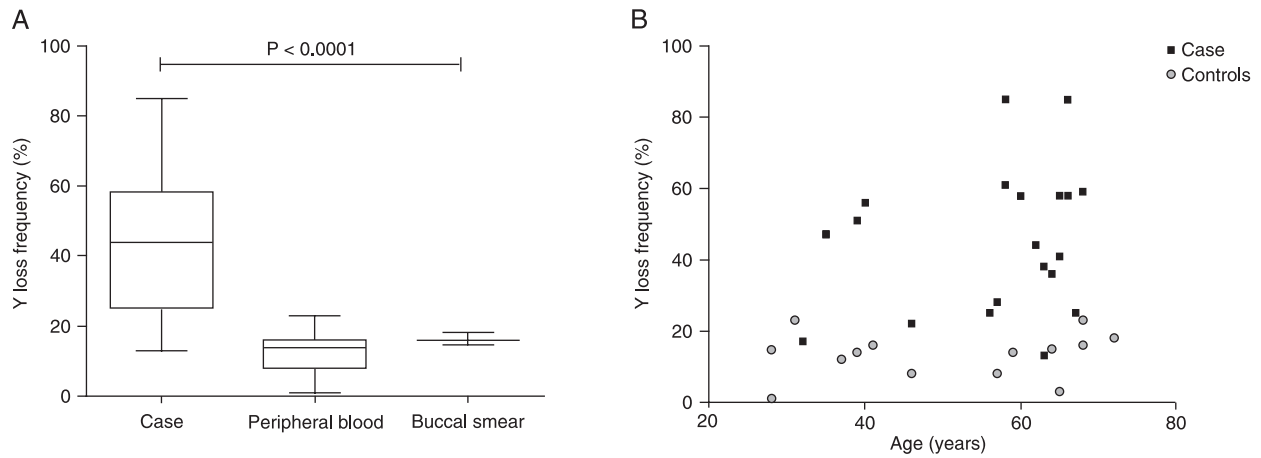 A
P < 0.0001
Y loss frequency (%)
100
80
60
40
20
0
Case
Peripheral blood
Buccal smear
B
Case
Controls
Y loss frequency (%)
100
80
60
40
20
0
20
40
60
80
Age (years)